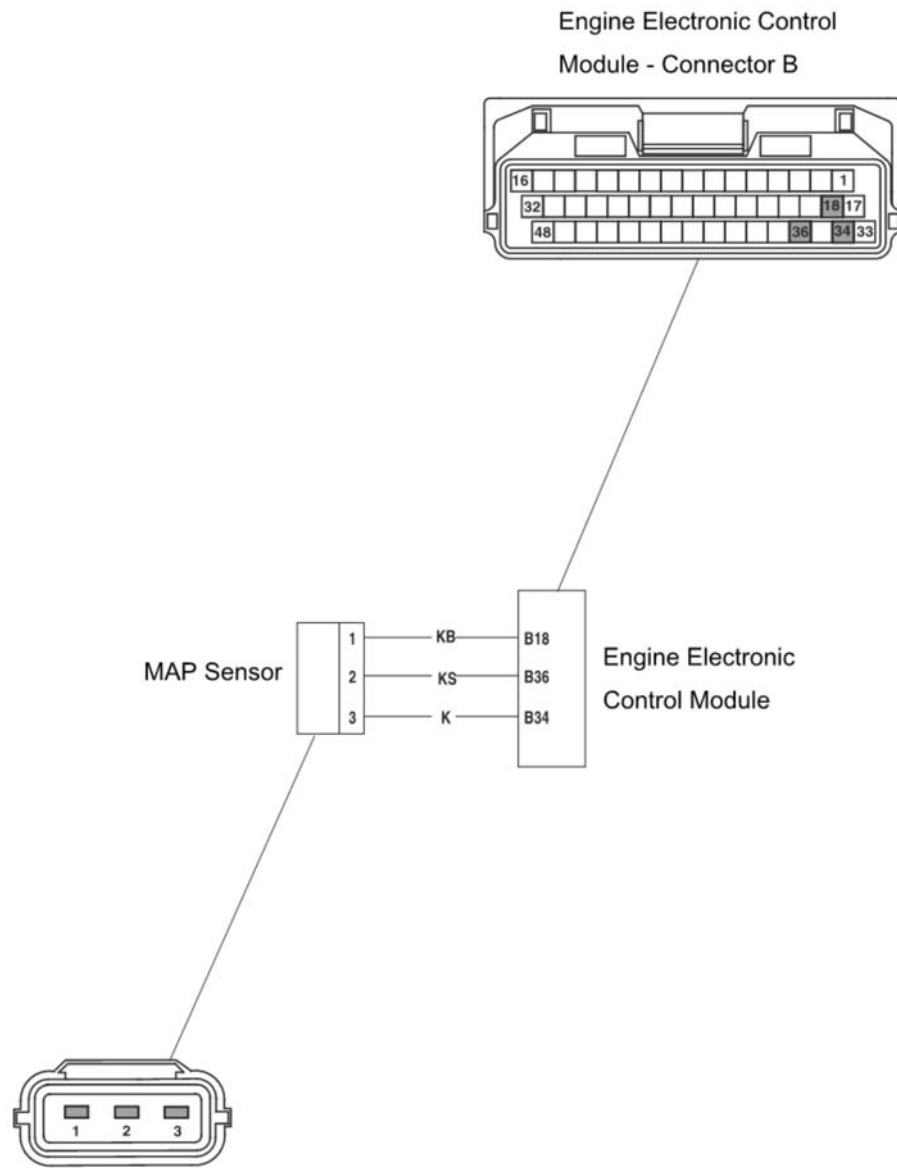 Engine Electronic Control
Module - Connector B
16 1
32 18 17
48 36 34 33
MAP Sensor
1 KB B18
2 KS B36
3 K B34
Engine Electronic
Control Module
1 2 3